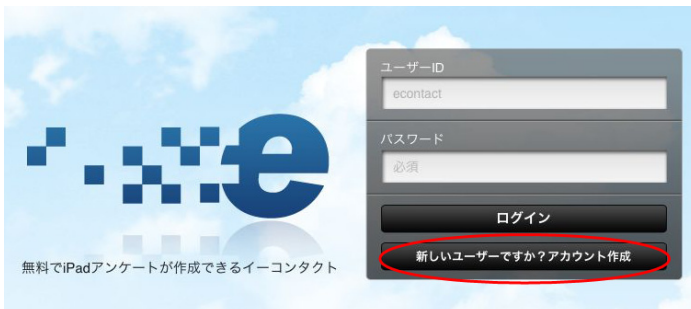 ユーザーID
econtact
パスワード
必須
ログイン
新しいユーザーですか？アカウント作成
e
無料でiPadアンケートが作成できるイーコンタクト